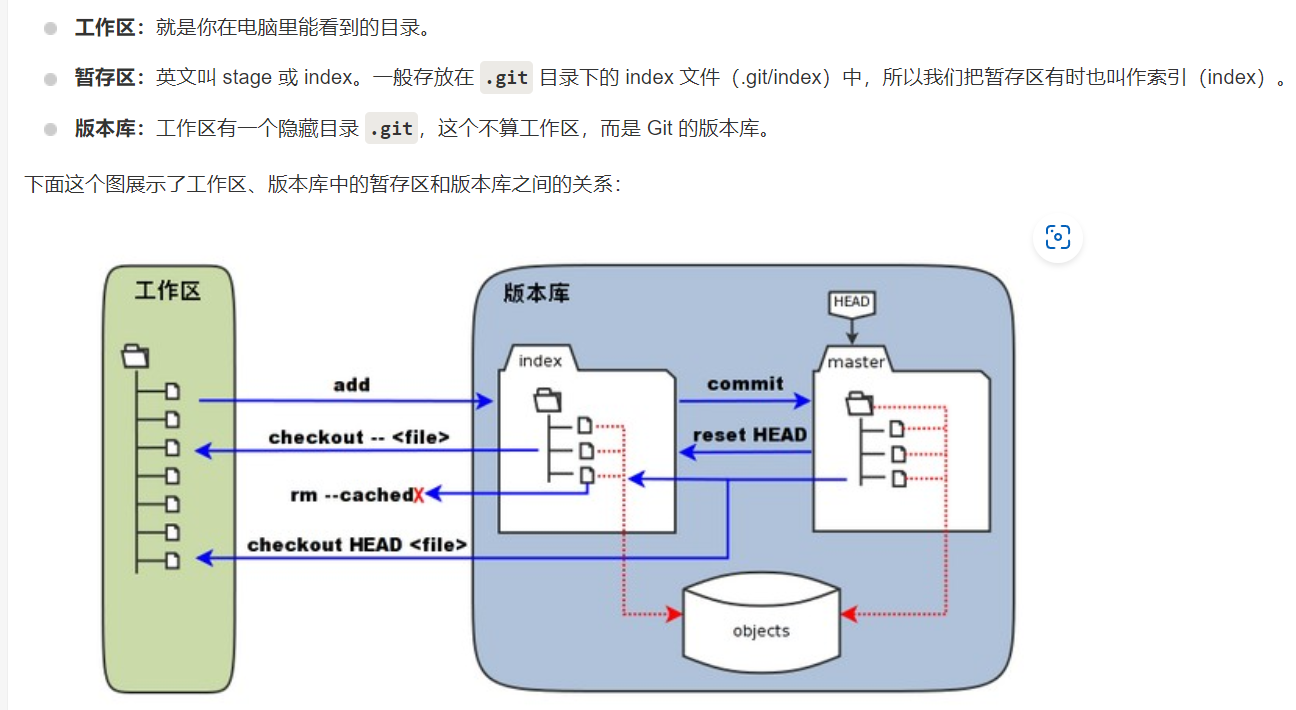 工作区：就是你在电脑里能看到的目录。
暂存区：英文叫 stage 或 index。一般存放在 .git 目录下的 index 文件（.git/index）中，所以我们把暂存区有时也叫作索引（index）。
版本库：工作区有一个隐藏目录 .git，这个不算工作区，而是 Git 的版本库。
下面这个图展示了工作区、版本库中的暂存区和版本库之间的关系：
工作区
版本库
HEAD
index
master
add
commit
checkout -- <file>
reset HEAD
rm --cachedX
checkout HEAD <file>
objects